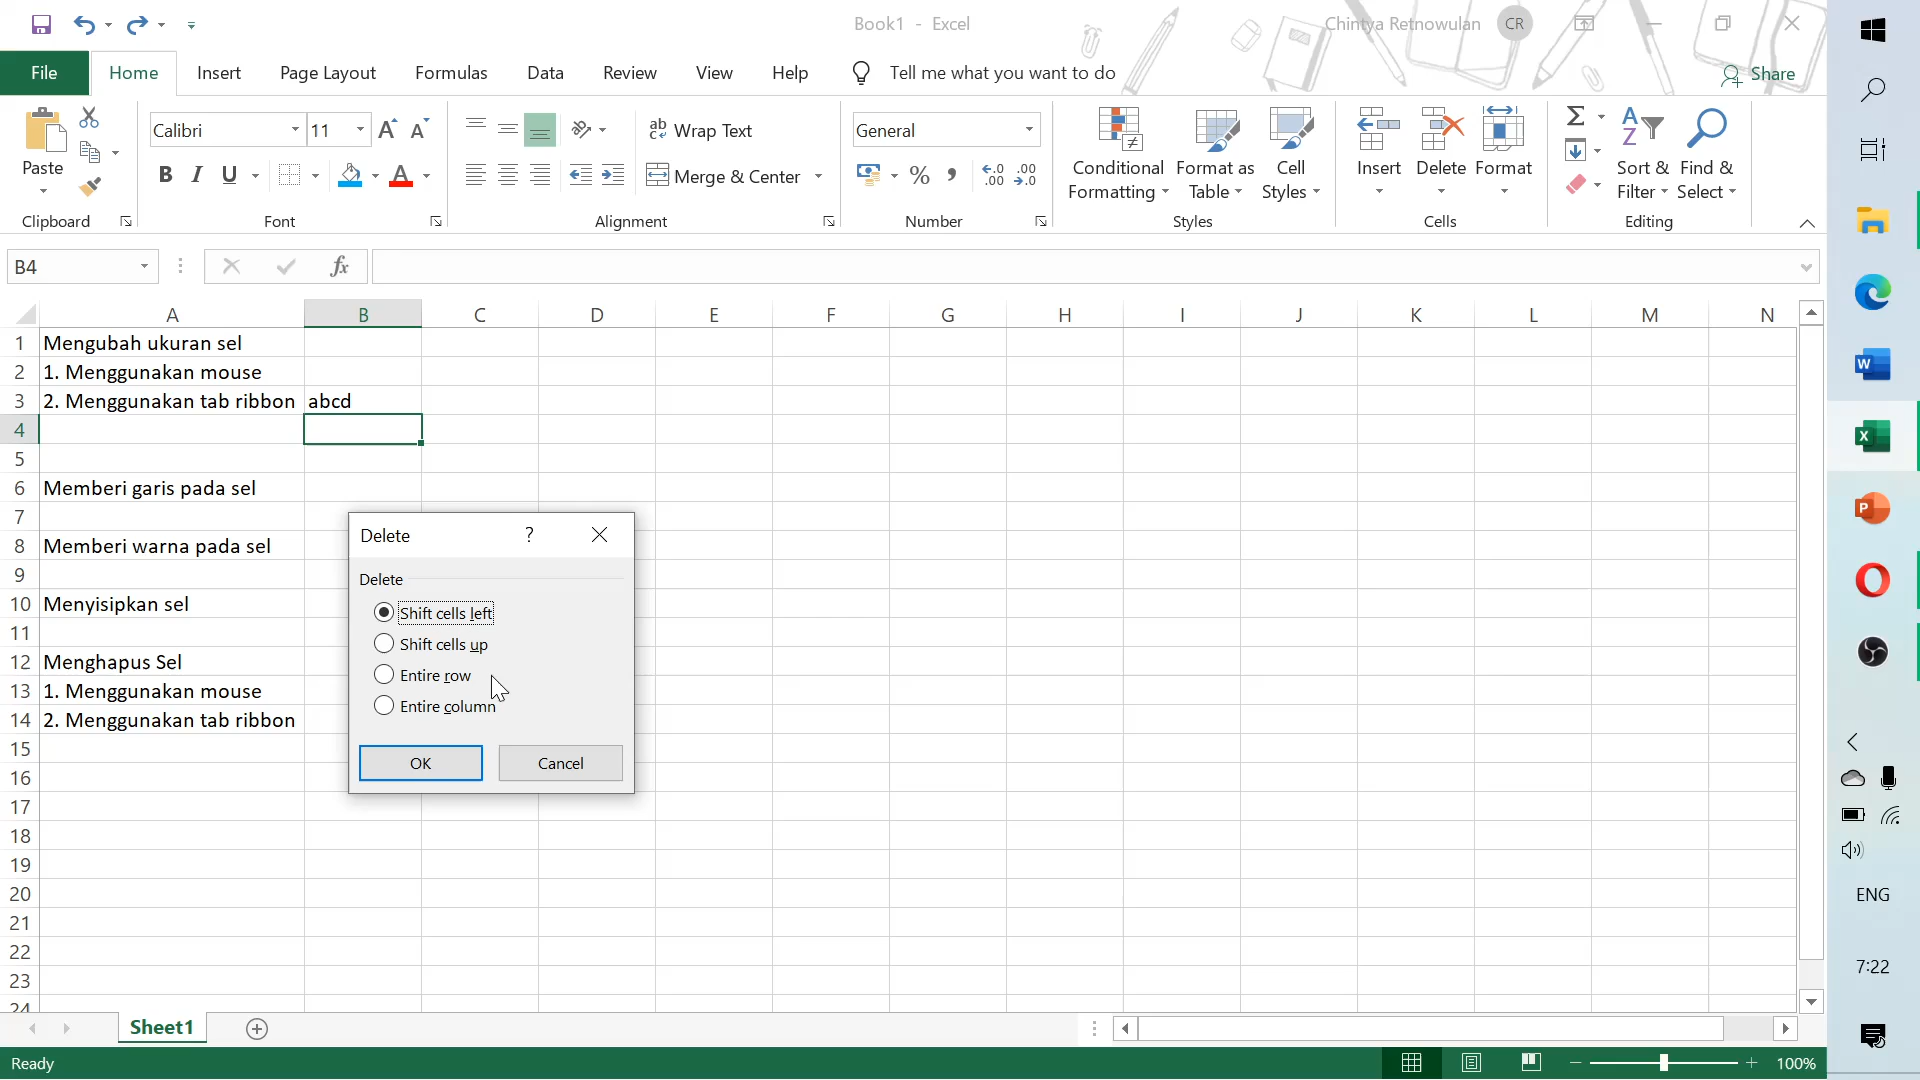 Book1 - Excel
Chintya Retnowulan CR
File Home Insert Page Layout Formulas Data Review View Help Tell me what you want to do Share
Paste
Calibri 11
B I U
ab Wrap Text
Merge & Center
General
% 
Conditional Formatting
Format as Table
Cell Styles
Insert Delete Format
Sort & Filter
Find & Select
Clipboard Font Alignment Number Styles Cells Editing
B4 fx
A B C D E F G H I J K L M N
1 Mengubah ukuran sel
2 1. Menggunakan mouse
3 2. Menggunakan tab ribbon abcd
4
5
6 Memberi garis pada sel
7
8 Memberi warna pada sel
9
10 Menyisipkan sel
11
12 Menghapus Sel
13 1. Menggunakan mouse
14 2. Menggunakan tab ribbon
15
16
17
18
19
20
21
22
23
24
Delete ?
Delete
Shift cells left
Shift cells up
Entire row
Entire column
OK Cancel
Sheet1
Ready 100%
ENG
7:22